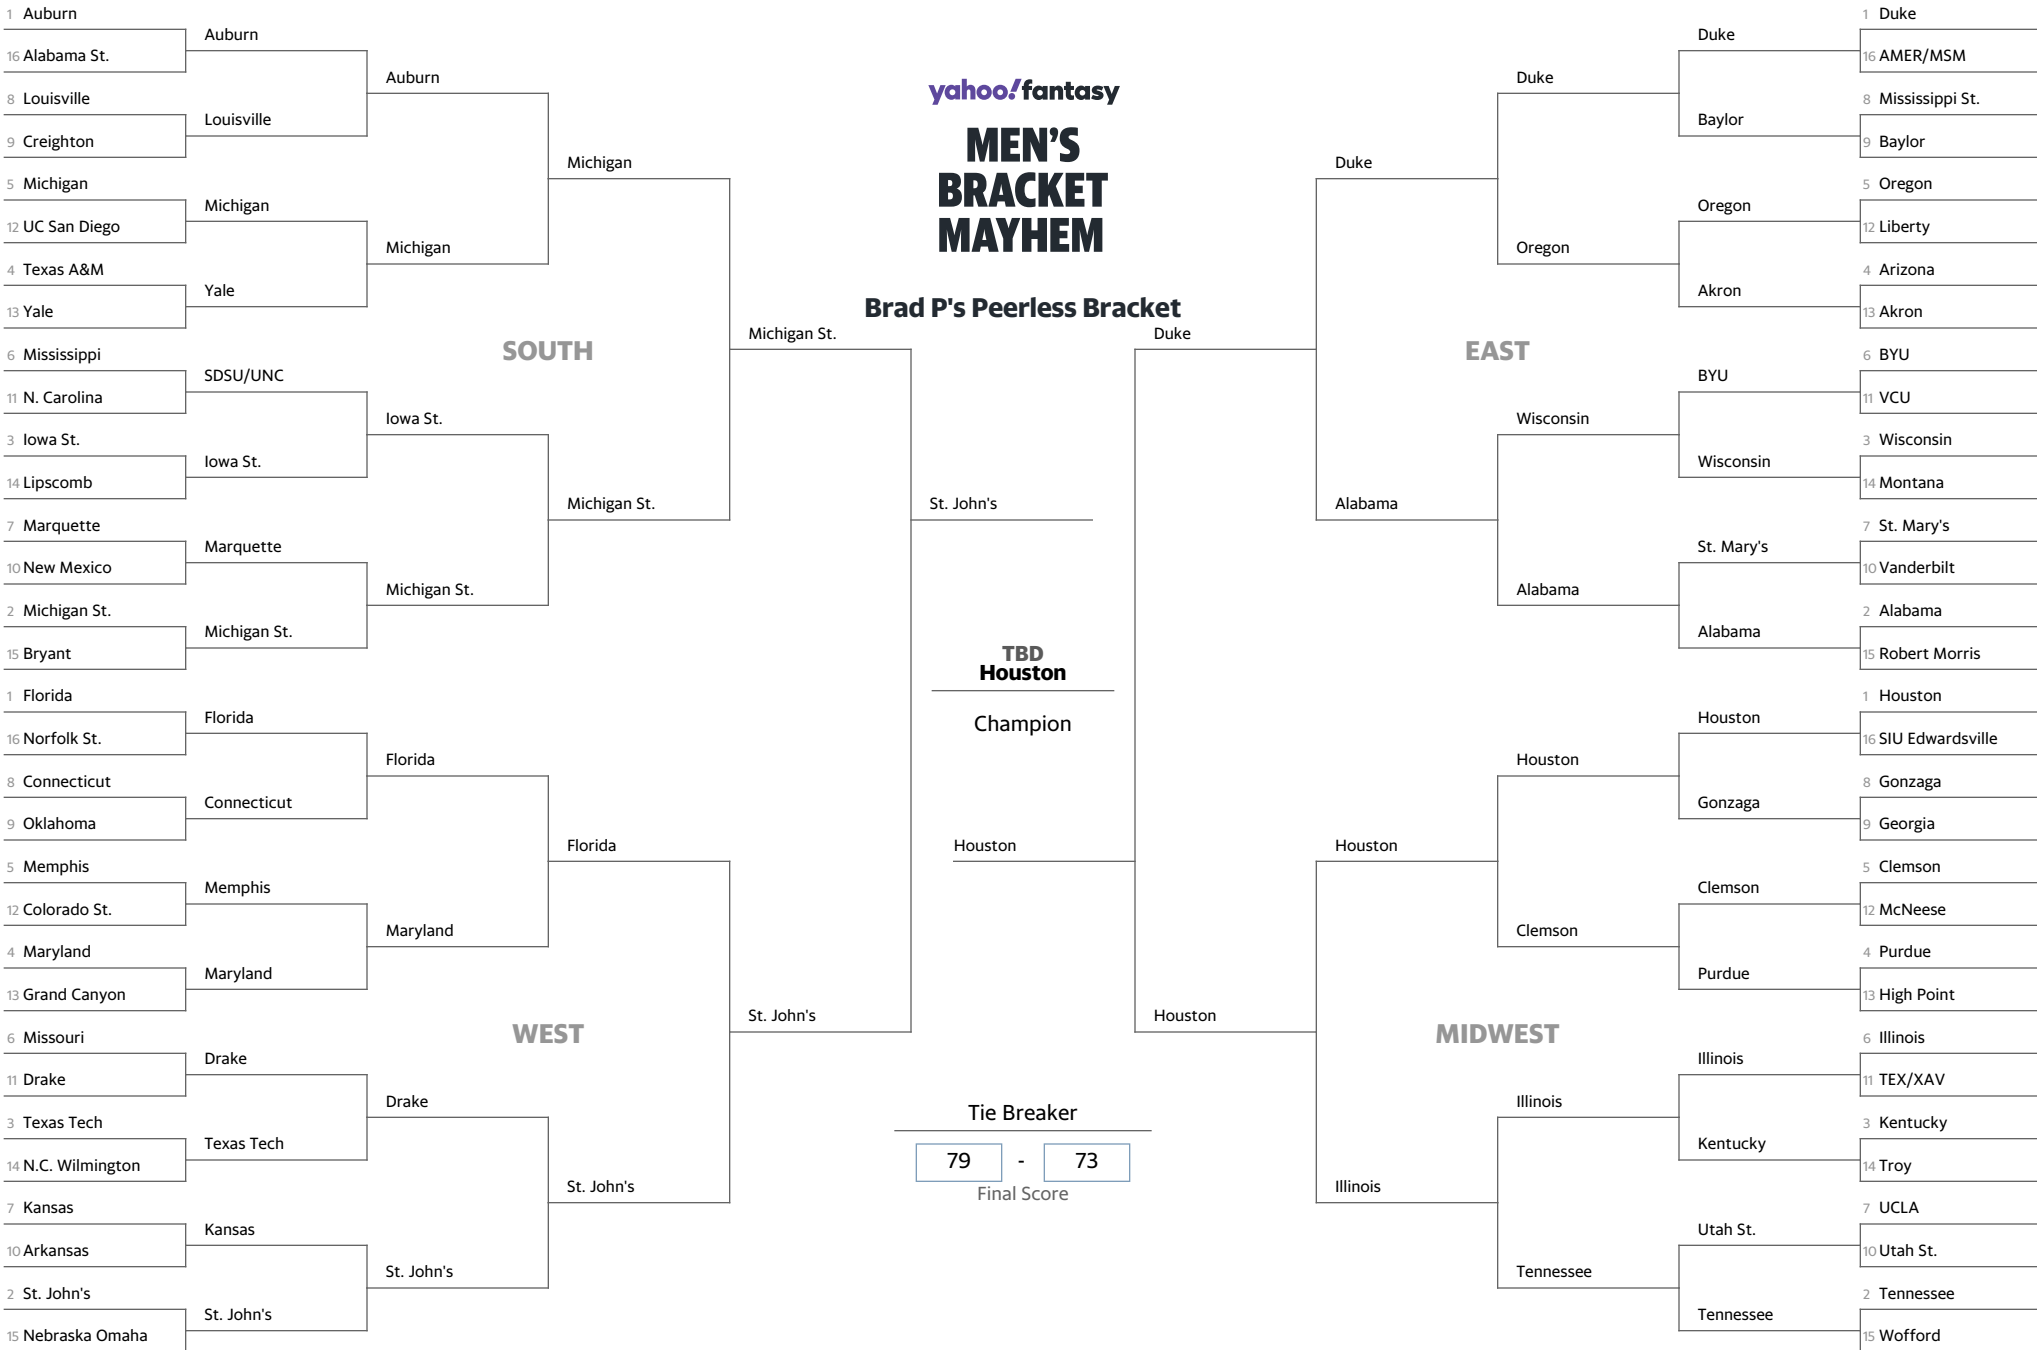 yahoo!fantasy
MEN'S
BRACKET
MAYHEM
Brad P's Peerless Bracket
SOUTH
1 Auburn
16 Alabama St.
8 Louisville
9 Creighton
5 Michigan
12 UC San Diego
4 Texas A&M
13 Yale
6 Mississippi
11 N. Carolina
3 Iowa St.
14 Lipscomb
7 Marquette
10 New Mexico
2 Michigan St.
15 Bryant
Auburn
Louisville
Michigan
Yale
SDSU/UNC
Iowa St.
Marquette
Michigan St.
Auburn
Michigan
Iowa St.
Michigan St.
Michigan
Michigan St.
Michigan St.
WEST
1 Florida
16 Norfolk St.
8 Connecticut
9 Oklahoma
5 Memphis
12 Colorado St.
4 Maryland
13 Grand Canyon
6 Missouri
11 Drake
3 Texas Tech
14 N.C. Wilmington
7 Kansas
10 Arkansas
2 St. John's
15 Nebraska Omaha
Florida
Connecticut
Memphis
Maryland
Drake
Texas Tech
Kansas
St. John's
Florida
Maryland
Drake
St. John's
Florida
St. John's
St. John's
St. John's
TBD
Houston
Champion
Houston
Tie Breaker
79 - 73
Final Score
EAST
Duke
Duke
Alabama
Duke
Oregon
Wisconsin
Alabama
Duke
Baylor
Oregon
Akron
BYU
Wisconsin
St. Mary's
Alabama
1 Duke
16 AMER/MSM
8 Mississippi St.
9 Baylor
5 Oregon
12 Liberty
4 Arizona
13 Akron
6 BYU
11 VCU
3 Wisconsin
14 Montana
7 St. Mary's
10 Vanderbilt
2 Alabama
15 Robert Morris
MIDWEST
Houston
Houston
Illinois
Houston
Clemson
Illinois
Tennessee
Houston
Gonzaga
Clemson
Purdue
Illinois
Kentucky
Utah St.
Tennessee
1 Houston
16 SIU Edwardsville
8 Gonzaga
9 Georgia
5 Clemson
12 McNeese
4 Purdue
13 High Point
6 Illinois
11 TEX/XAV
3 Kentucky
14 Troy
7 UCLA
10 Utah St.
2 Tennessee
15 Wofford